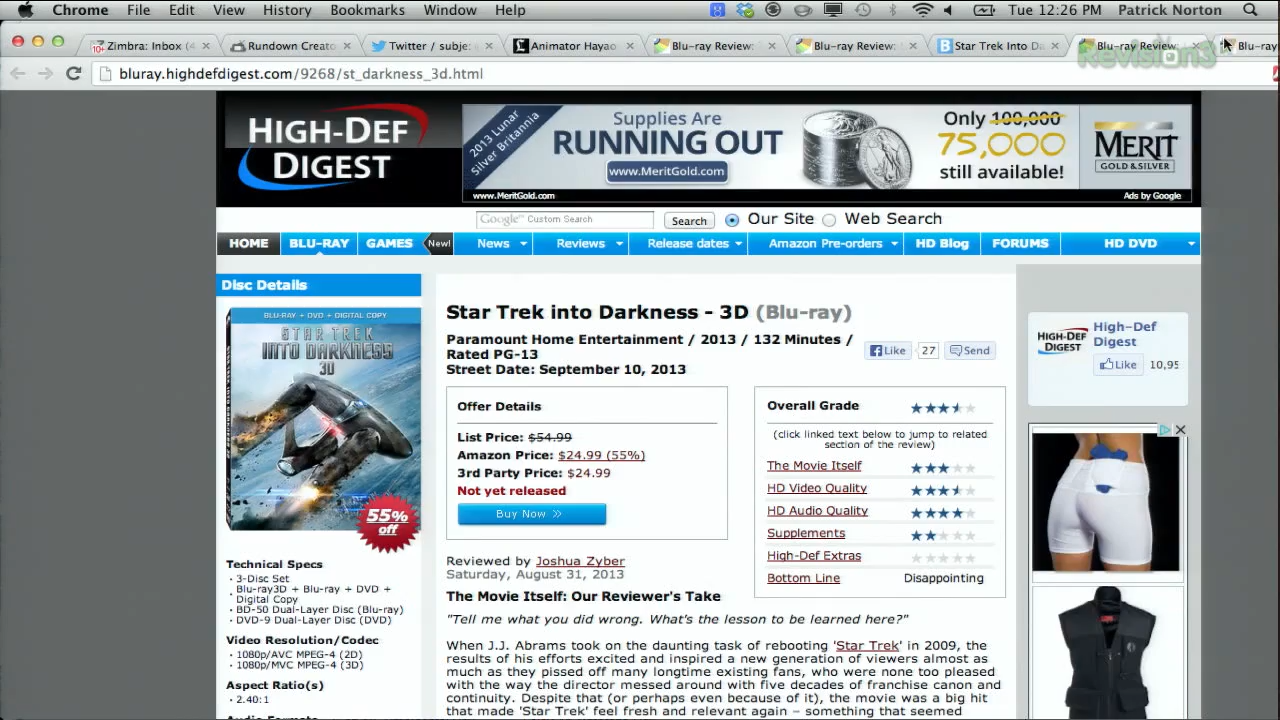 Chrome File Edit View History Bookmarks Window Help Tue 12:26 PM Patrick Norton
Zimbra: Inbox (4 Rundown Creato Twitter / subje Animator Hayao Blu-ray Review: Blu-ray Review: Star Trek Into Da Blu-ray Review Blu-ray
Revision3
bluray.highdefdigest.com/9268/st_darkness_3d.html
HIGH-DEF
DIGEST
2013 Lunar
Silver Britannia
Supplies Are
RUNNING OUT
www.MeritGold.com
Only 100,000
75,000
still available!
MERIT
GOLD & SILVER
www.MeritGold.com Ads by Google
Google™ Custom Search Search Our Site Web Search
HOME BLU-RAY GAMES New! News Reviews Release dates Amazon Pre-orders HD Blog FORUMS HD DVD
Disc Details
BLU-RAY + DVD + DIGITAL COPY
STAR TREK
INTO DARKNESS
3D
55%
off
Technical Specs
· 3-Disc Set
Blu-ray3D + Blu-ray + DVD +
Digital Copy
· BD-50 Dual-Layer Disc (Blu-ray)
· DVD-9 Dual-Layer Disc (DVD)
Video Resolution/Codec
· 1080p/AVC MPEG-4 (2D)
· 1080p/MVC MPEG-4 (3D)
Aspect Ratio(s)
· 2.40:1
Audio Formats
Star Trek into Darkness - 3D (Blu-ray)
Paramount Home Entertainment / 2013 / 132 Minutes /
Rated PG-13
Street Date: September 10, 2013
Like 27 Send
Offer Details
List Price: $54.99
Amazon Price: $24.99 (55%)
3rd Party Price: $24.99
Not yet released
Buy Now »
Overall Grade
(click linked text below to jump to related
section of the review)
The Movie Itself
HD Video Quality
HD Audio Quality
Supplements
High-Def Extras
Bottom Line Disappointing
Reviewed by Joshua Zyber
Saturday, August 31, 2013
The Movie Itself: Our Reviewer's Take
"Tell me what you did wrong. What's the lesson to be learned here?"
When J.J. Abrams took on the daunting task of rebooting 'Star Trek' in 2009, the
results of his efforts excited and inspired a new generation of viewers almost as
much as they pissed off many longtime existing fans, who were none too pleased
with the way the director messed around with five decades of franchise canon and
continuity. Despite that (or perhaps even because of it), the movie was a big hit
that made 'Star Trek' feel fresh and relevant again – something that seemed
HIGH-DEF
DIGEST
High-Def
Digest
Like 10,95